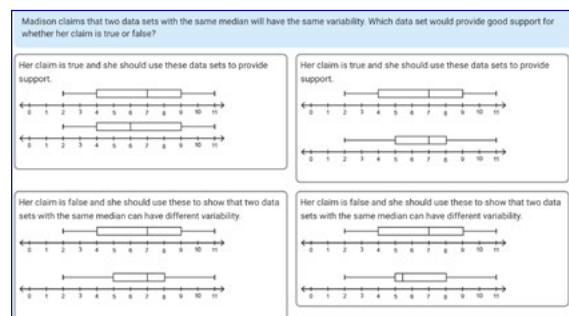 Madison claims that two data sets with the same median will have the same variability. Which data set would provide good support for
whether her claim is true or false?
Her claim is true and she should use these data sets to provide
support.
0 1 2 3 4 5 6 7 8 9 10 11
0 1 2 3 4 5 6 7 8 9 10 11
Her claim is true and she should use these data sets to provide
support.
0 1 2 3 4 5 6 7 8 9 10 11
0 1 2 3 4 5 6 7 8 9 10 11
Her claim is false and she should use these to show that two data
sets with the same median can have different variability.
0 1 2 3 4 5 6 7 8 9 10 11
0 1 2 3 4 5 6 7 8 9 10 11
Her claim is false and she should use these to show that two data
sets with the same median can have different variability.
0 1 2 3 4 5 6 7 8 9 10 11
0 1 2 3 4 5 6 7 8 9 10 11